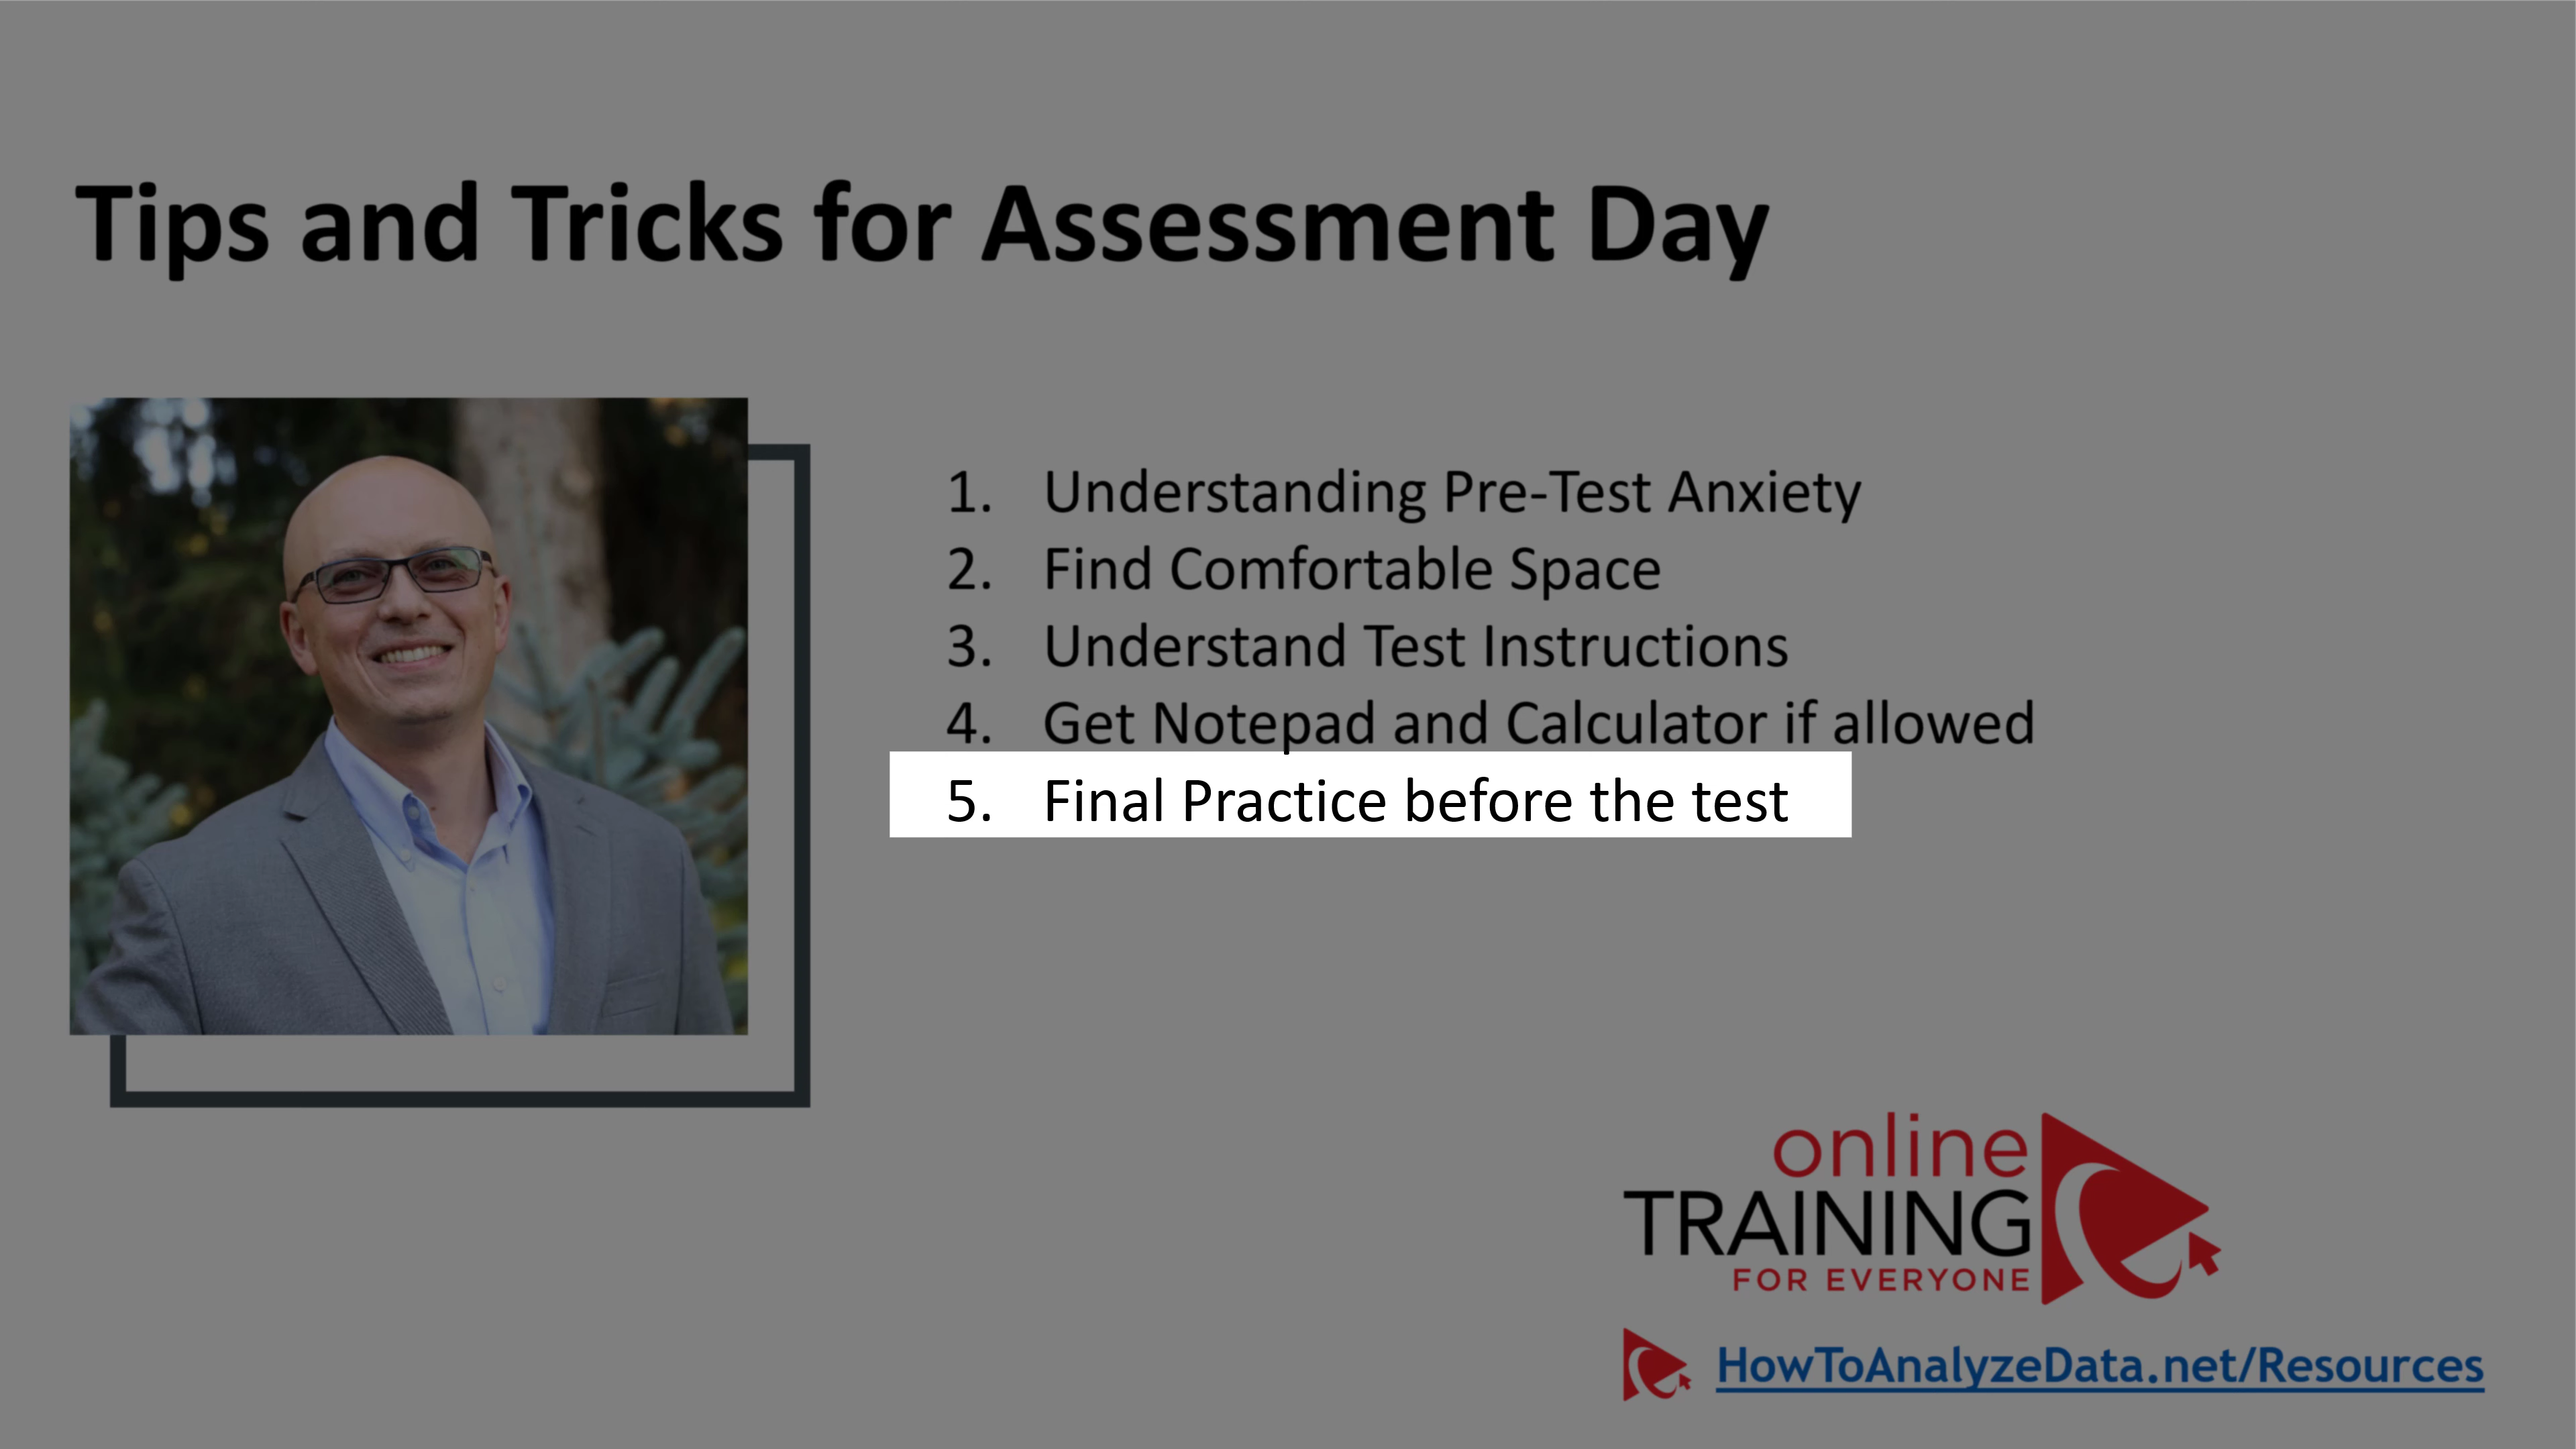 Tips and Tricks for Assessment Day
1. Understanding Pre-Test Anxiety
2. Find Comfortable Space
3. Understand Test Instructions
4. Get Notepad and Calculator if allowed
5. Final Practice before the test
online
TRAINING
FOR EVERYONE
HowToAnalyzeData.net/Resources